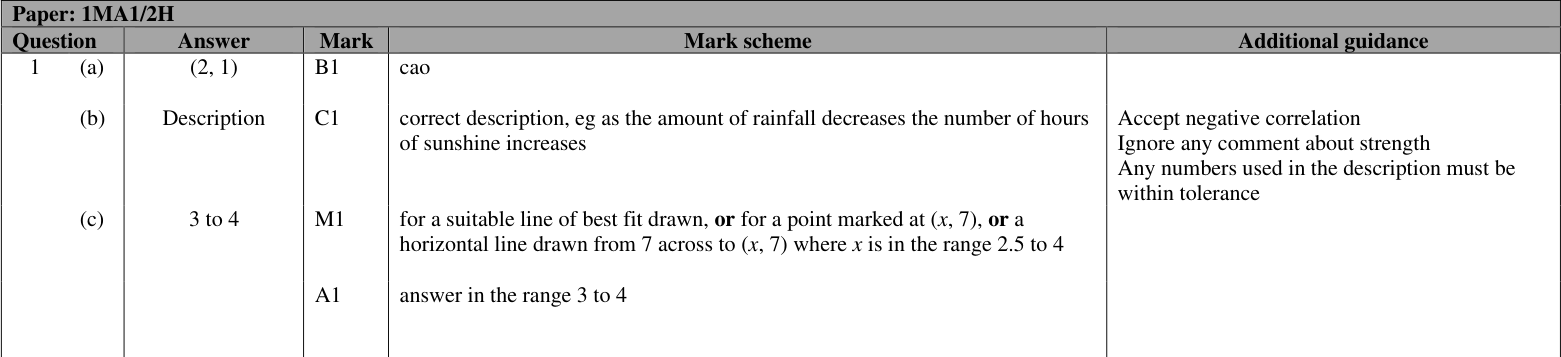 Paper: 1MA1/2H
Question Answer Mark Mark scheme Additional guidance
1 (a) (2, 1) B1 cao
(b) Description C1 correct description, eg as the amount of rainfall decreases the number of hours Accept negative correlation
of sunshine increases Ignore any comment about strength
Any numbers used in the description must be
within tolerance
(c) 3 to 4 M1 for a suitable line of best fit drawn, or for a point marked at (x, 7), or a
horizontal line drawn from 7 across to (x, 7) where x is in the range 2.5 to 4
A1 answer in the range 3 to 4